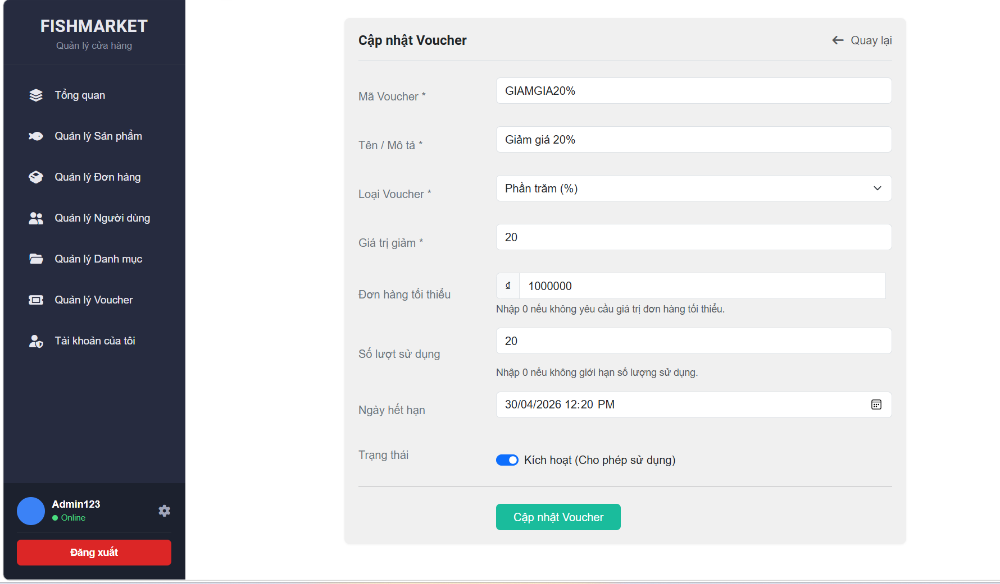 FISHMARKET
Quản lý cửa hàng
Tổng quan
Quản lý Sản phẩm
Quản lý Đơn hàng
Quản lý Người dùng
Quản lý Danh mục
Quản lý Voucher
Tài khoản của tôi
Admin123
Online
Đăng xuất
Cập nhật Voucher
Quay lại
Mã Voucher *
GIAMGIA20%
Tên / Mô tả *
Giảm giá 20%
Loại Voucher *
Phần trăm (%)
Giá trị giảm *
20
Đơn hàng tối thiểu
₫ 1000000
Nhập 0 nếu không yêu cầu giá trị đơn hàng tối thiểu.
Số lượt sử dụng
20
Nhập 0 nếu không giới hạn số lượng sử dụng.
Ngày hết hạn
30/04/2026 12:20 PM
Trạng thái
Kích hoạt (Cho phép sử dụng)
Cập nhật Voucher